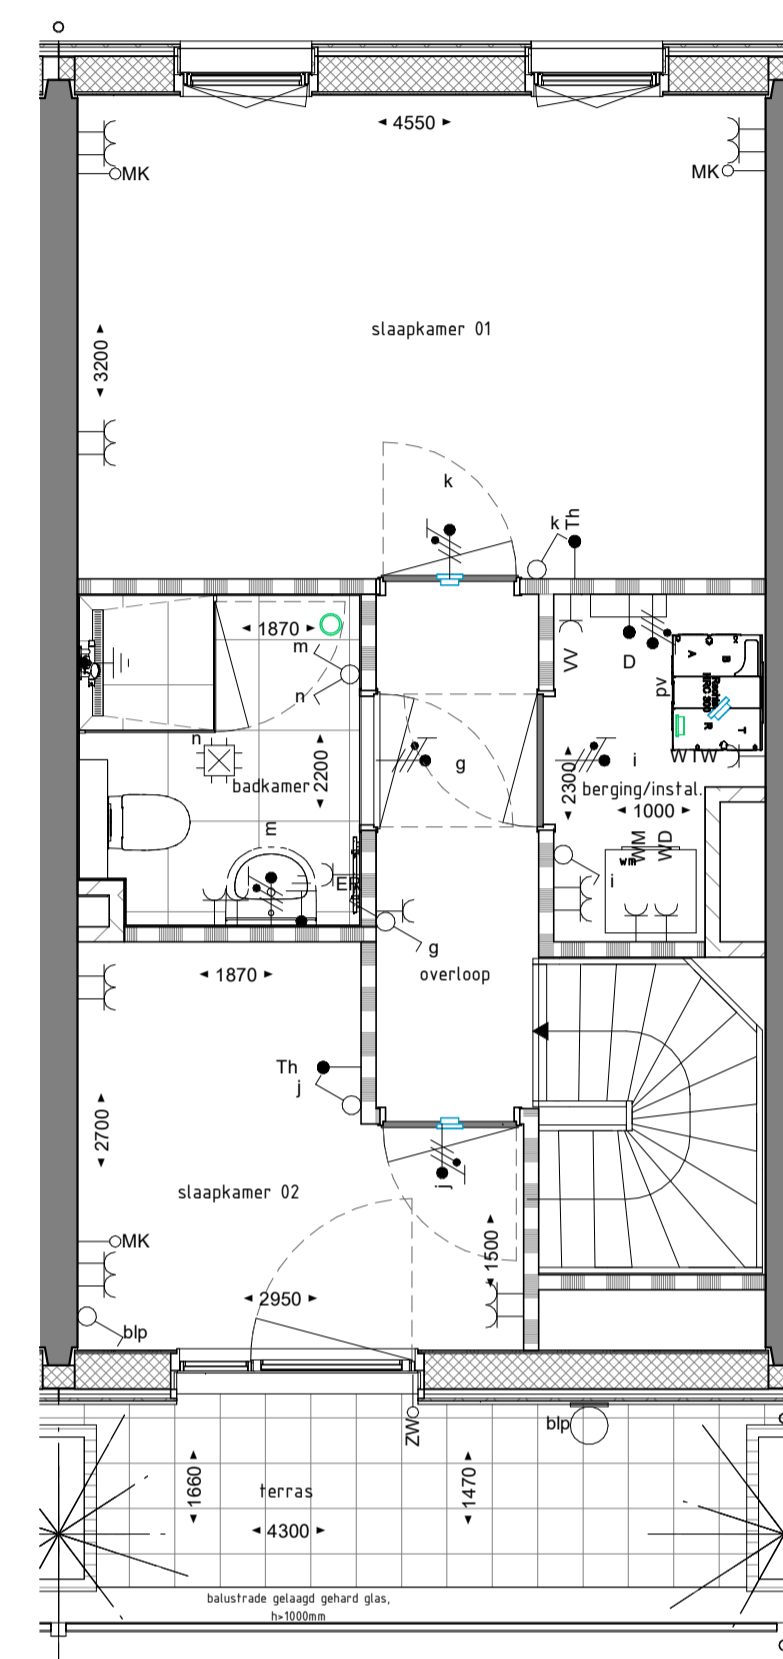 4550
MK
MK
slaapkamer 01
3200
k
k
Th
1870
m
n
VV
D
pv
A
B
R
T
WTW
n
badkamer
2200
g
2300
i
berging/instal.
1000
m
WM
WD
wm
i
g
overloop
1870
Th
j
2700
slaapkamer 02
j
MK
1500
2950
blp
ZW
blp
1660
terras
1470
4300
balustrade gelaagd gehard glas,
h>1000mm